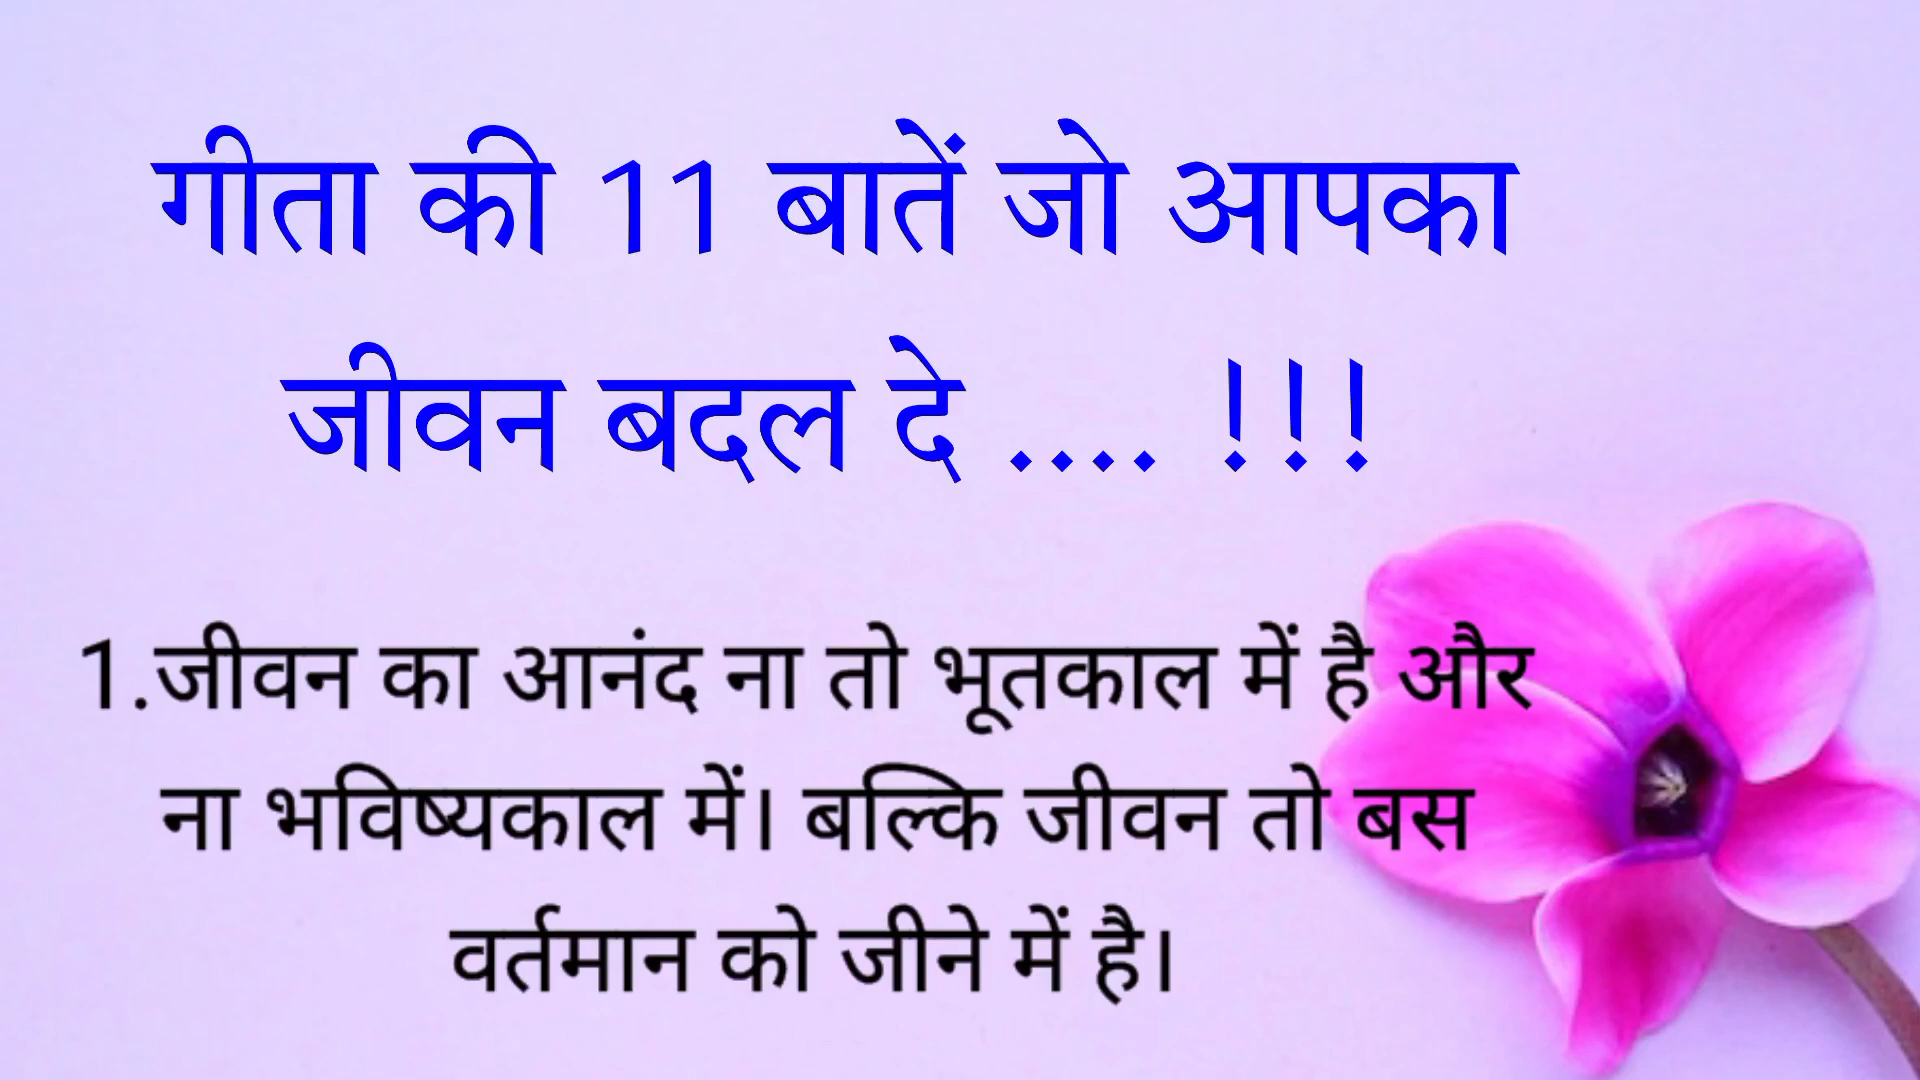 गीता की 11 बातें जो आपका
जीवन बदल दे .... !!!
1.जीवन का आनंद ना तो भूतकाल में है और
ना भविष्यकाल में। बल्कि जीवन तो बस
वर्तमान को जीने में है।